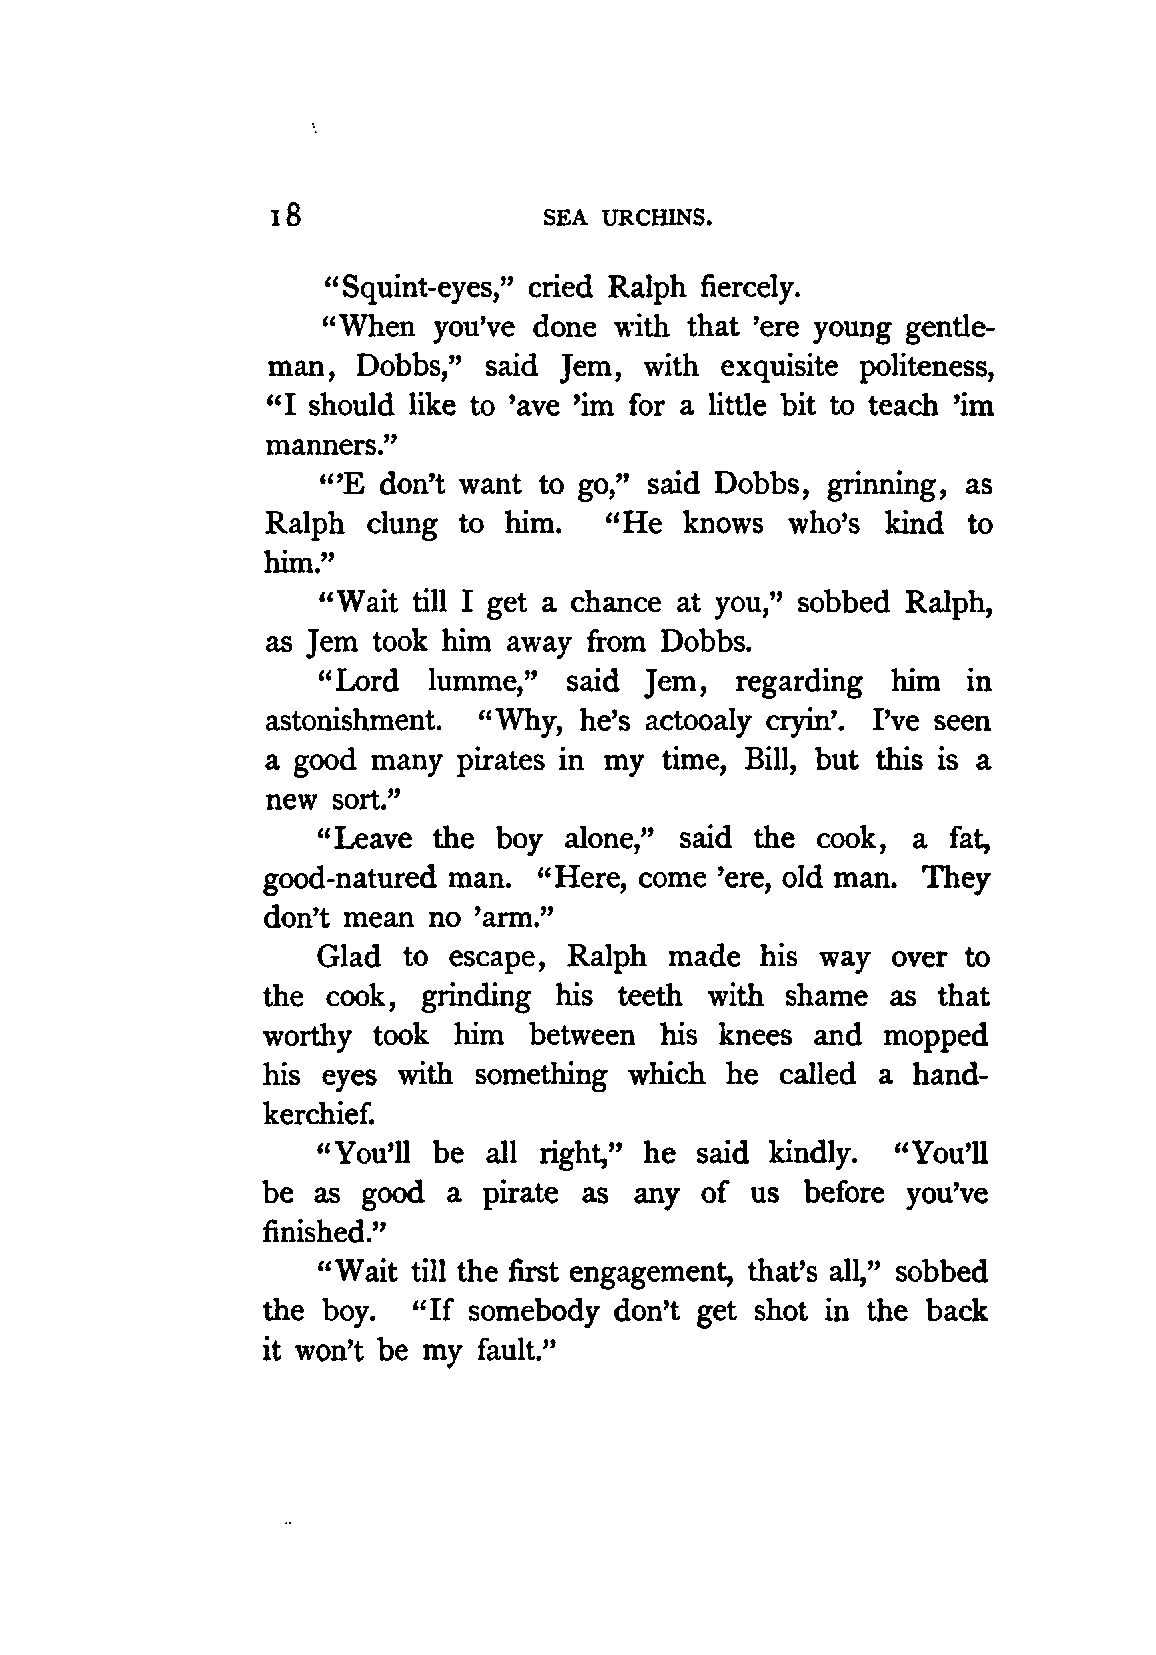 18 SEA URCHINS.
“Squint-eyes,” cried Ralph fiercely.
“When you’ve done with that ’ere young gentle-
man, Dobbs,” said Jem, with exquisite politeness,
“I should like to ’ave ’im for a little bit to teach ’im
manners.”
“’E don’t want to go,” said Dobbs, grinning, as
Ralph clung to him. “He knows who’s kind to
him.”
“Wait till I get a chance at you,” sobbed Ralph,
as Jem took him away from Dobbs.
“Lord lumme,” said Jem, regarding him in
astonishment. “Why, he’s actooaly cryin’. I’ve seen
a good many pirates in my time, Bill, but this is a
new sort.”
“Leave the boy alone,” said the cook, a fat,
good-natured man. “Here, come ’ere, old man. They
don’t mean no ’arm.”
Glad to escape, Ralph made his way over to
the cook, grinding his teeth with shame as that
worthy took him between his knees and mopped
his eyes with something which he called a hand-
kerchief.
“You’ll be all right,” he said kindly. “You’ll
be as good a pirate as any of us before you’ve
finished.”
“Wait till the first engagement, that’s all,” sobbed
the boy. “If somebody don’t get shot in the back
it won’t be my fault.”